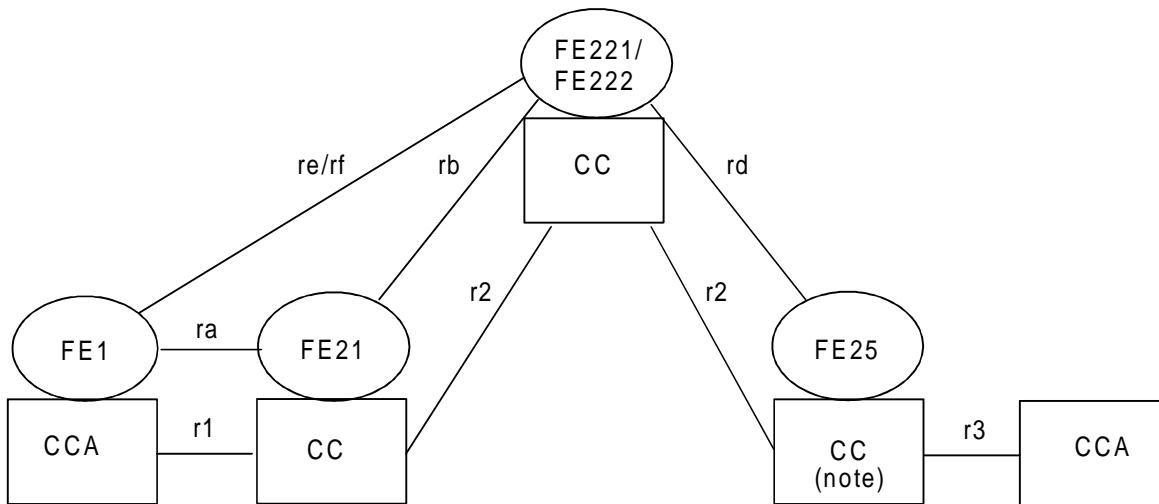 FE221/
FE222
CC
re/rf
rb
rd
r2
r2
ra
FE1
FE21
FE25
CCA
r1
CC
CC
(note)
r3
CCA